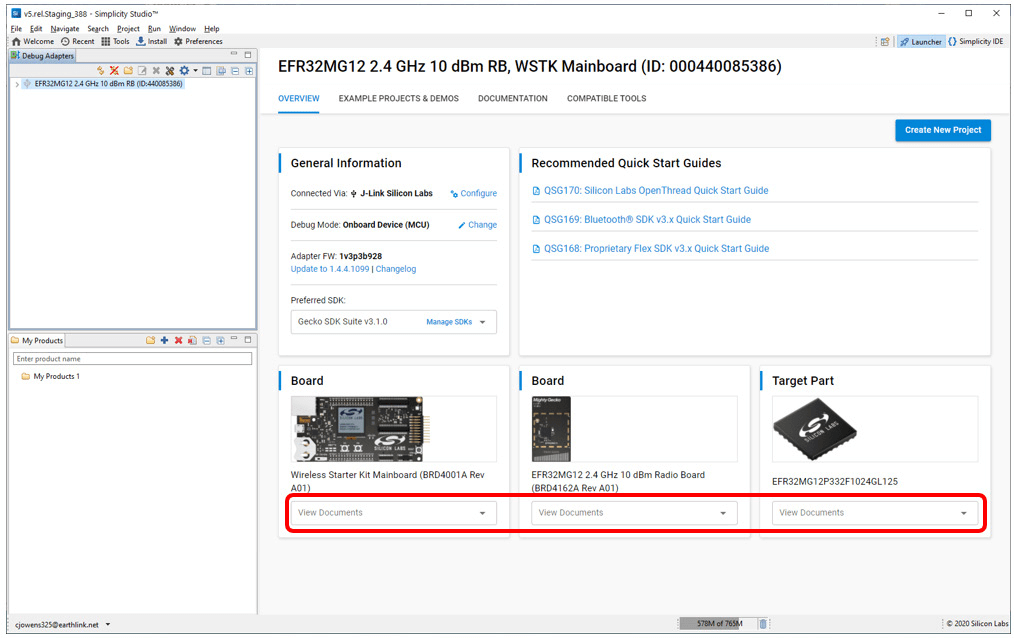 v5.rel.Staging_388 - Simplicity Studio™
File Edit Navigate Search Project Run Window Help
Welcome Recent Tools Install Preferences
Launcher Simplicity IDE
Debug Adapters
EFR32MG12 2.4 GHz 10 dBm RB (ID:440085386)
EFR32MG12 2.4 GHz 10 dBm RB, WSTK Mainboard (ID: 000440085386)
OVERVIEW EXAMPLE PROJECTS & DEMOS DOCUMENTATION COMPATIBLE TOOLS
Create New Project
General Information
Connected Via: J-Link Silicon Labs Configure
Debug Mode: Onboard Device (MCU) Change
Adapter FW: 1v3p3b928
Update to 1.4.4.1099 | Changelog
Preferred SDK:
Gecko SDK Suite v3.1.0 Manage SDKs
Recommended Quick Start Guides
QSG170: Silicon Labs OpenThread Quick Start Guide
QSG169: Bluetooth® SDK v3.x Quick Start Guide
QSG168: Proprietary Flex SDK v3.x Quick Start Guide
My Products
Enter product name
My Products 1
Board
SILICON LABS
Wireless Starter Kit Mainboard (BRD4001A Rev
A01)
View Documents
Board
Mighty Gecko
EFR32MG12 2.4 GHz 10 dBm Radio Board
(BRD4162A Rev A01)
View Documents
Target Part
SILICON LABS
EFR32MG12P332F1024GL125
View Documents
cjowens325@earthlink.net
578M of 765M
© 2020 Silicon Labs